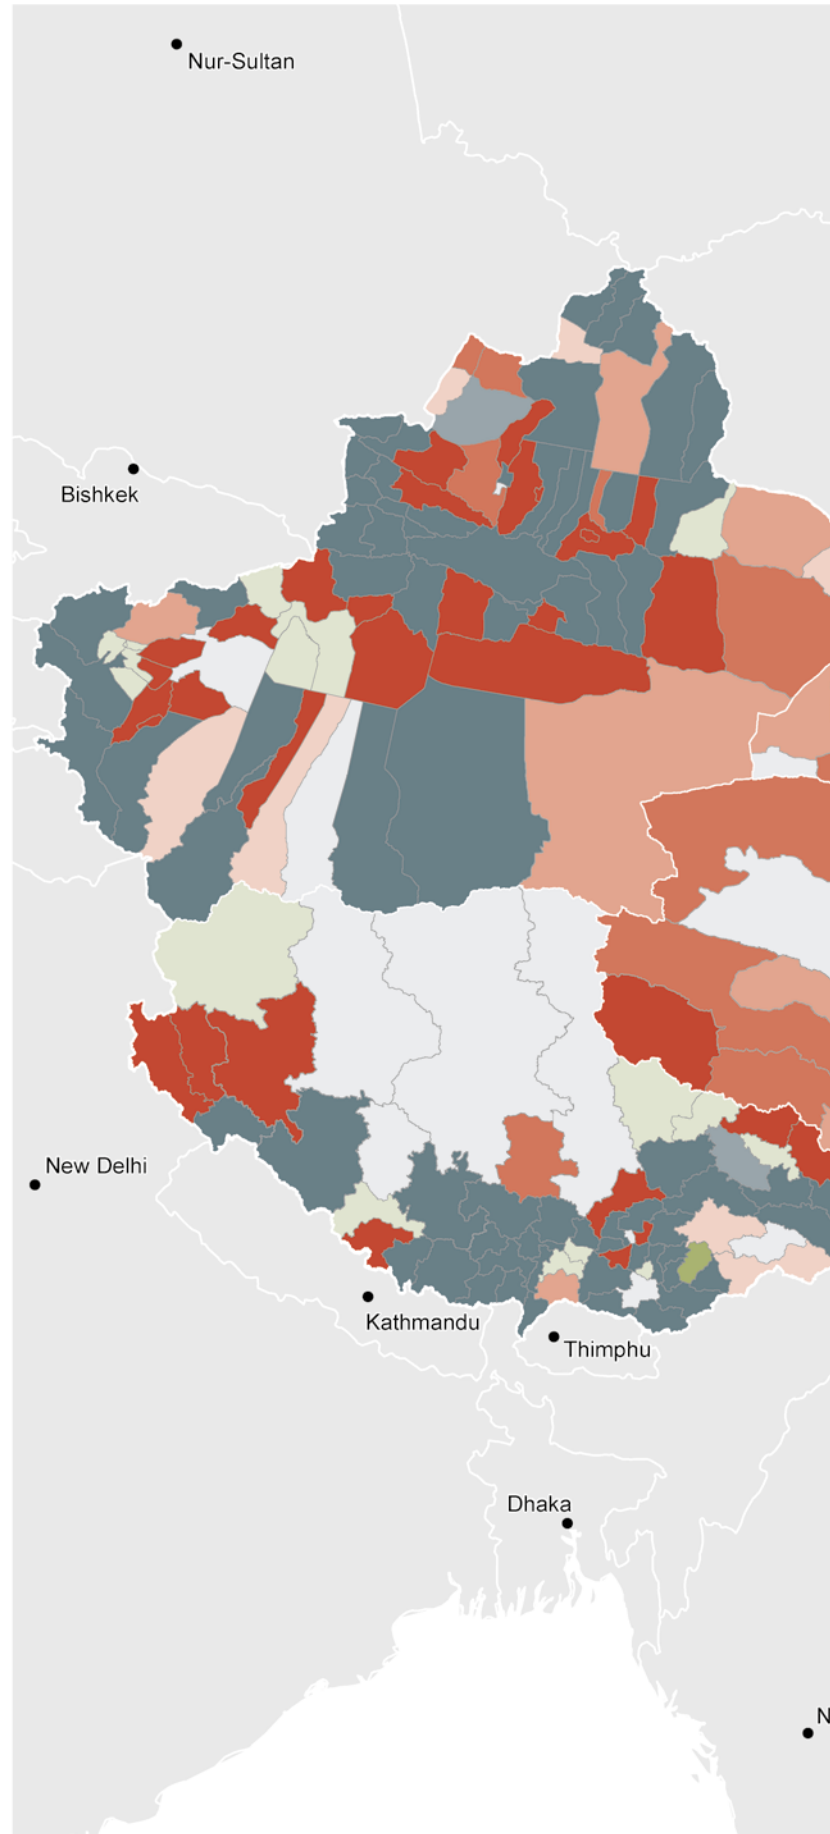 Nur-Sultan
Bishkek
New Delhi
Kathmandu
Thimphu
Dhaka
N